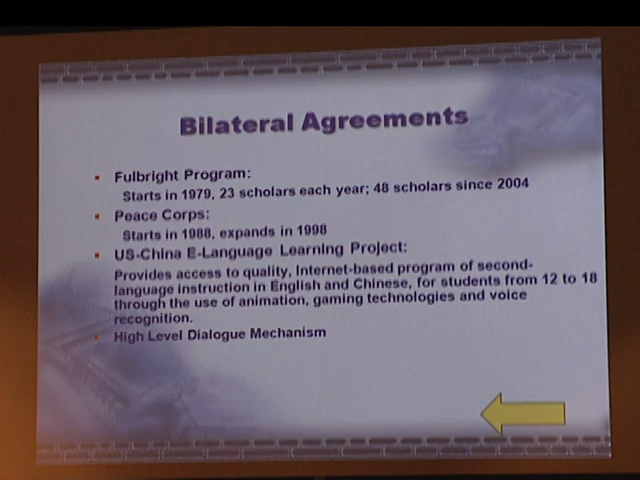 Bilateral Agreements
Fulbright Program:
Starts in 1979, 23 scholars each year; 48 scholars since 2004
Peace Corps:
Starts in 1988, expands in 1998
US-China E-Language Learning Project:
Provides access to quality, Internet-based program of second-
language instruction in English and Chinese, for students from 12 to 18
through the use of animation, gaming technologies and voice
recognition.
High Level Dialogue Mechanism